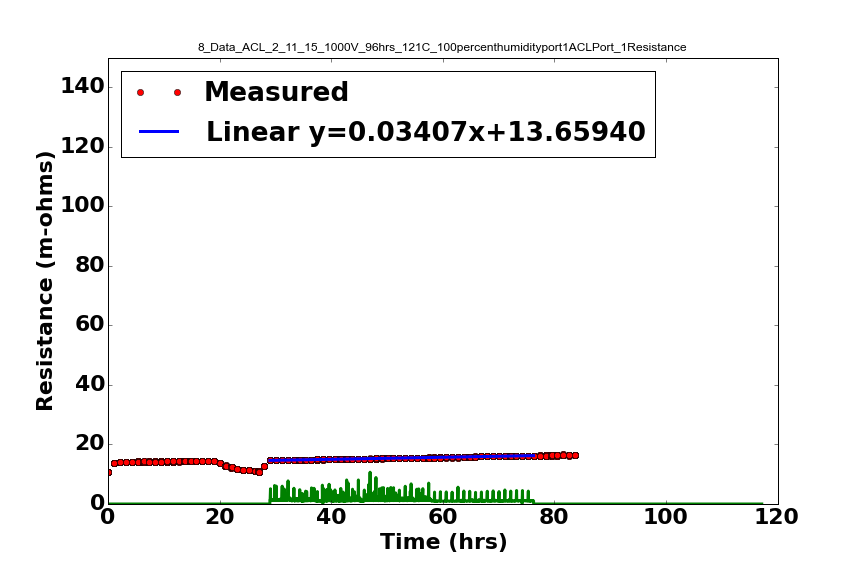 8_Data_ACL_2_11_15_1000V_96hrs_121C_100percenthumidityport1ACLPort_1Resistance
Measured
Linear y=0.03407x+13.65940
140
120
100
80
60
40
20
0
Resistance (m-ohms)
0 20 40 60 80 100 120
Time (hrs)